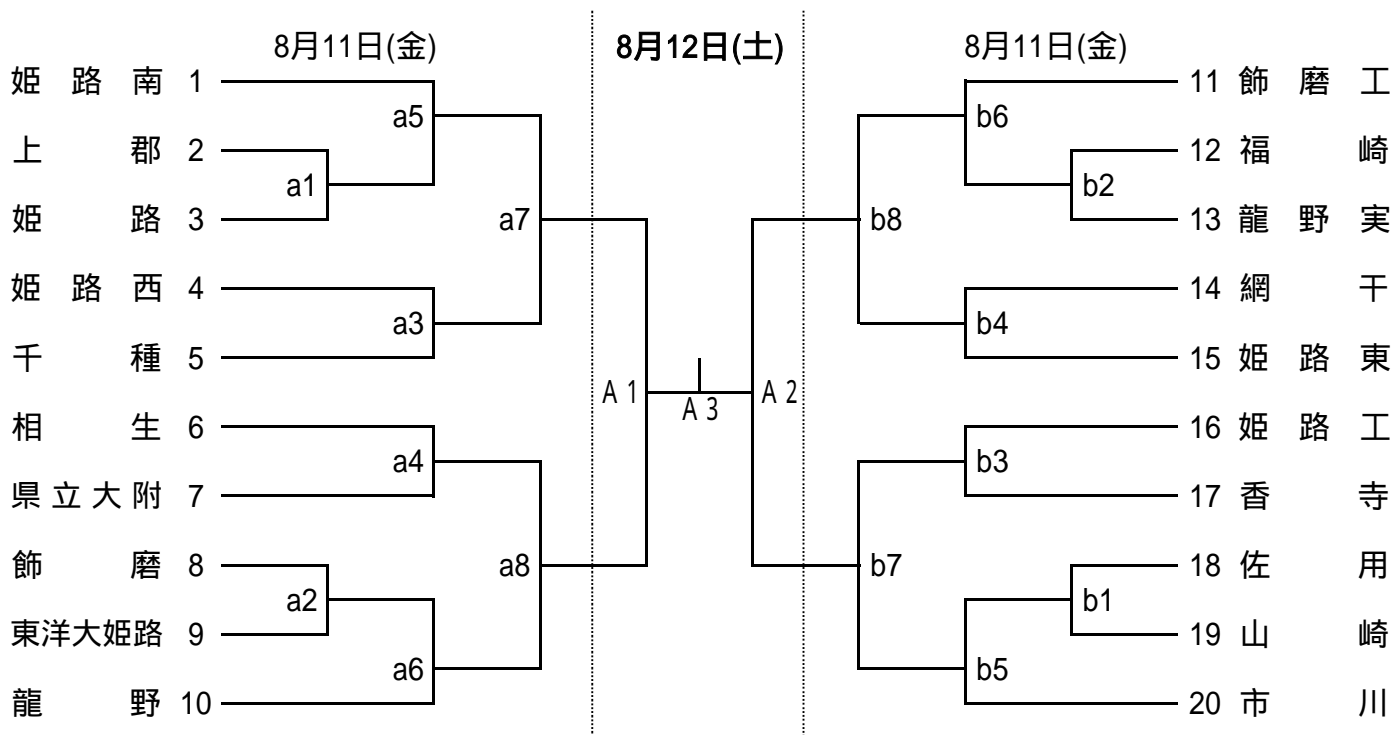 8月11日(金) 8月12日(土) 8月11日(金)
姫路南 1
a5
上郡 2
a1
姫路 3
a7
姫路西 4
a3
千種 5
A1
相生 6
a4
県立大附 7
飾磨 8
a8
a2
東洋大姫路 9
a6
龍野 10
A3
A2
11 飾磨工
b6
12 福崎
b2
13 龍野実
b8
14 網干
b4
15 姫路東
16 姫路工
b3
17 香寺
b7
18 佐用
b1
19 山崎
b5
20 市川